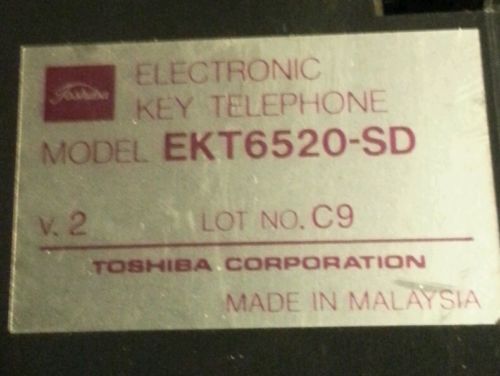 Toshiba
ELECTRONIC
KEY TELEPHONE
MODEL EKT6520-SD
V. 2 LOT NO. C9
TOSHIBA CORPORATION
MADE IN MALAYSIA